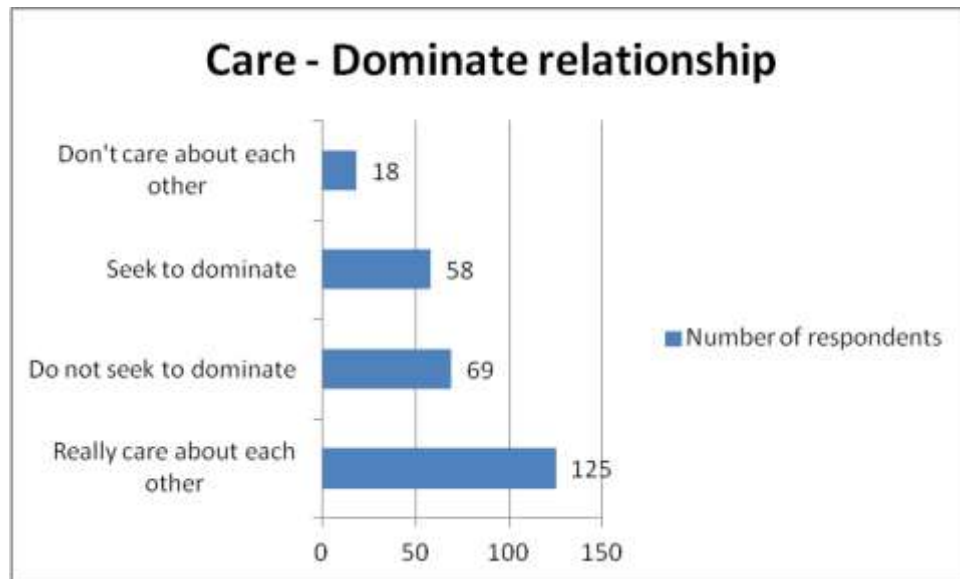 Care - Dominate relationship
Don't care about each
other
18
Seek to dominate
58
Do not seek to dominate
69
Really care about each
other
125
Number of respondents
0 50 100 150